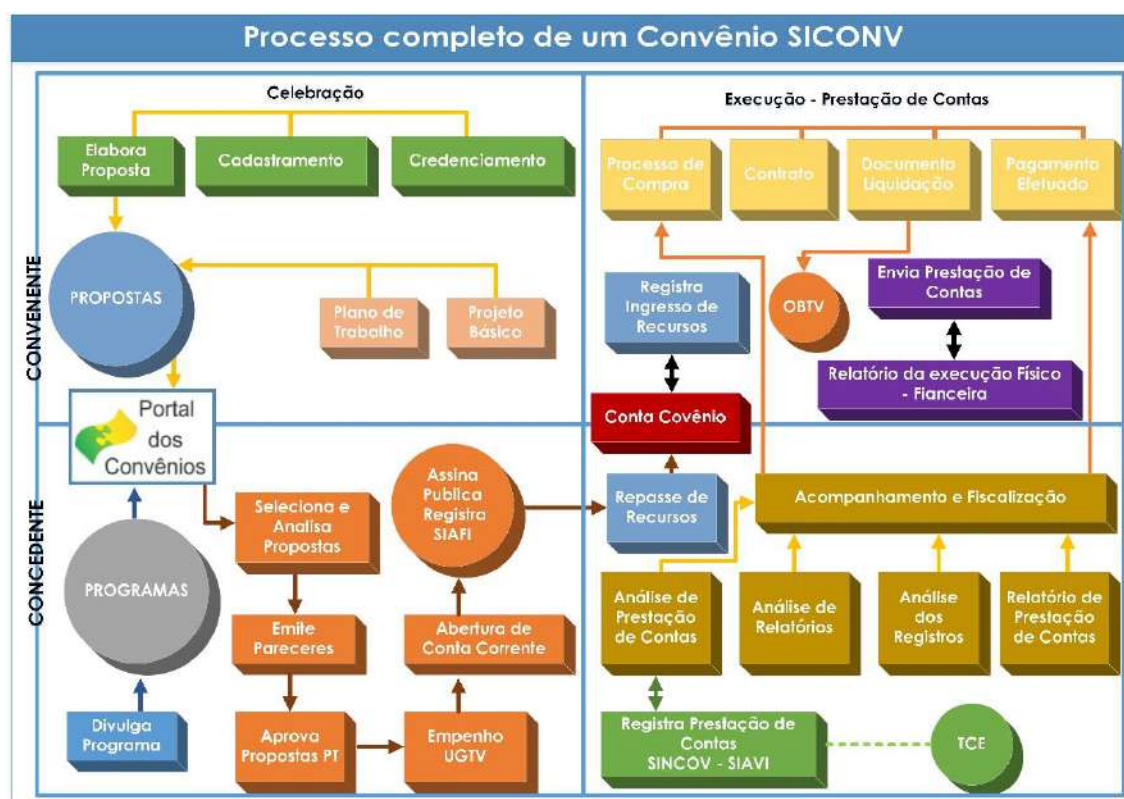 Processo completo de um Convênio SICONV
Celebração
Elabora
Proposta
Cadastramento
Credenciamento
PROPOSTAS
Plano de
Trabalho
Projeto
Básico
CONVENENTE
Execução - Prestação de Contas
Processo de
Compra
Contrato
Documento
Liquidação
Pagamento
Efetuado
Registra
Ingresso de
Recursos
OBTV
Envia Prestação de
Contas
Relatório da execução Físico
- Fianceira
Conta Covênio
Portal
dos
Convênios
CONCEDENTE
PROGRAMAS
Divulga
Programa
Seleciona e
Analisa
Propostas
Emite
Pareceres
Aprova
Propostas PT
Empenho
UGTV
Abertura de
Conta Corrente
Assina
Publica
Registra
SIAFI
Repasse de
Recursos
Acompanhamento e Fiscalização
Análise de
Prestação
de Contas
Análise de
Relatórios
Análise
dos
Registros
Relatório de
Prestação
de Contas
Registra Prestação de
Contas
SINCOV - SIAVI
TCE